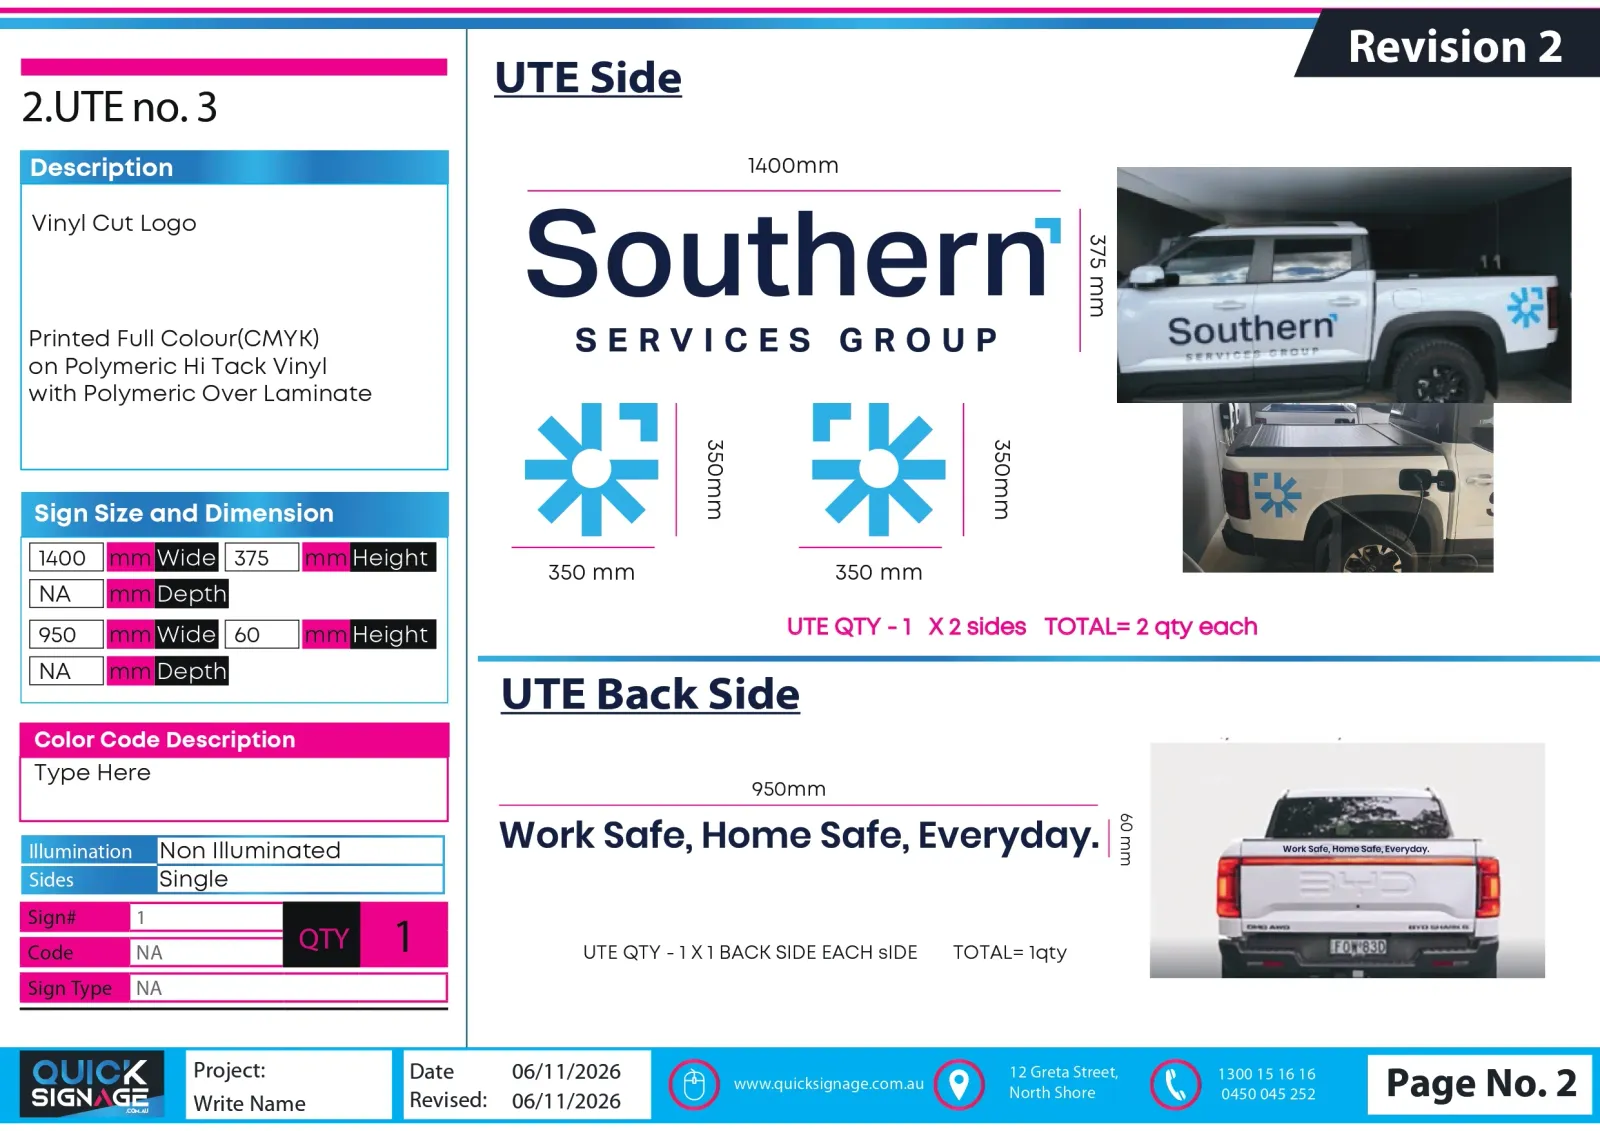 Revision 2
2.UTE no. 3
Description
Vinyl Cut Logo
Printed Full Colour(CMYK)
on Polymeric Hi Tack Vinyl
with Polymeric Over Laminate
Sign Size and Dimension
1400 mm Wide 375 mm Height
NA mm Depth
950 mm Wide 60 mm Height
NA mm Depth
Color Code Description
Type Here
Illumination Non Illuminated
Sides Single
Sign# 1
Code NA
QTY 1
Sign Type NA
UTE Side
1400mm
Southern
SERVICES GROUP
375 mm
350mm
350 mm
350mm
350 mm
Southern
SERVICES GROUP
UTE QTY - 1 X 2 sides TOTAL= 2 qty each
UTE Back Side
950mm
Work Safe, Home Safe, Everyday.
60 mm
Work Safe, Home Safe, Everyday.
BYD
UTE QTY - 1 X 1 BACK SIDE EACH sIDE TOTAL= 1qty
QUICK
SIGNAGE
.COM.AU
Project:
Write Name
Date 06/11/2026
Revised: 06/11/2026
www.quicksignage.com.au
12 Greta Street,
North Shore
1300 15 16 16
0450 045 252
Page No. 2